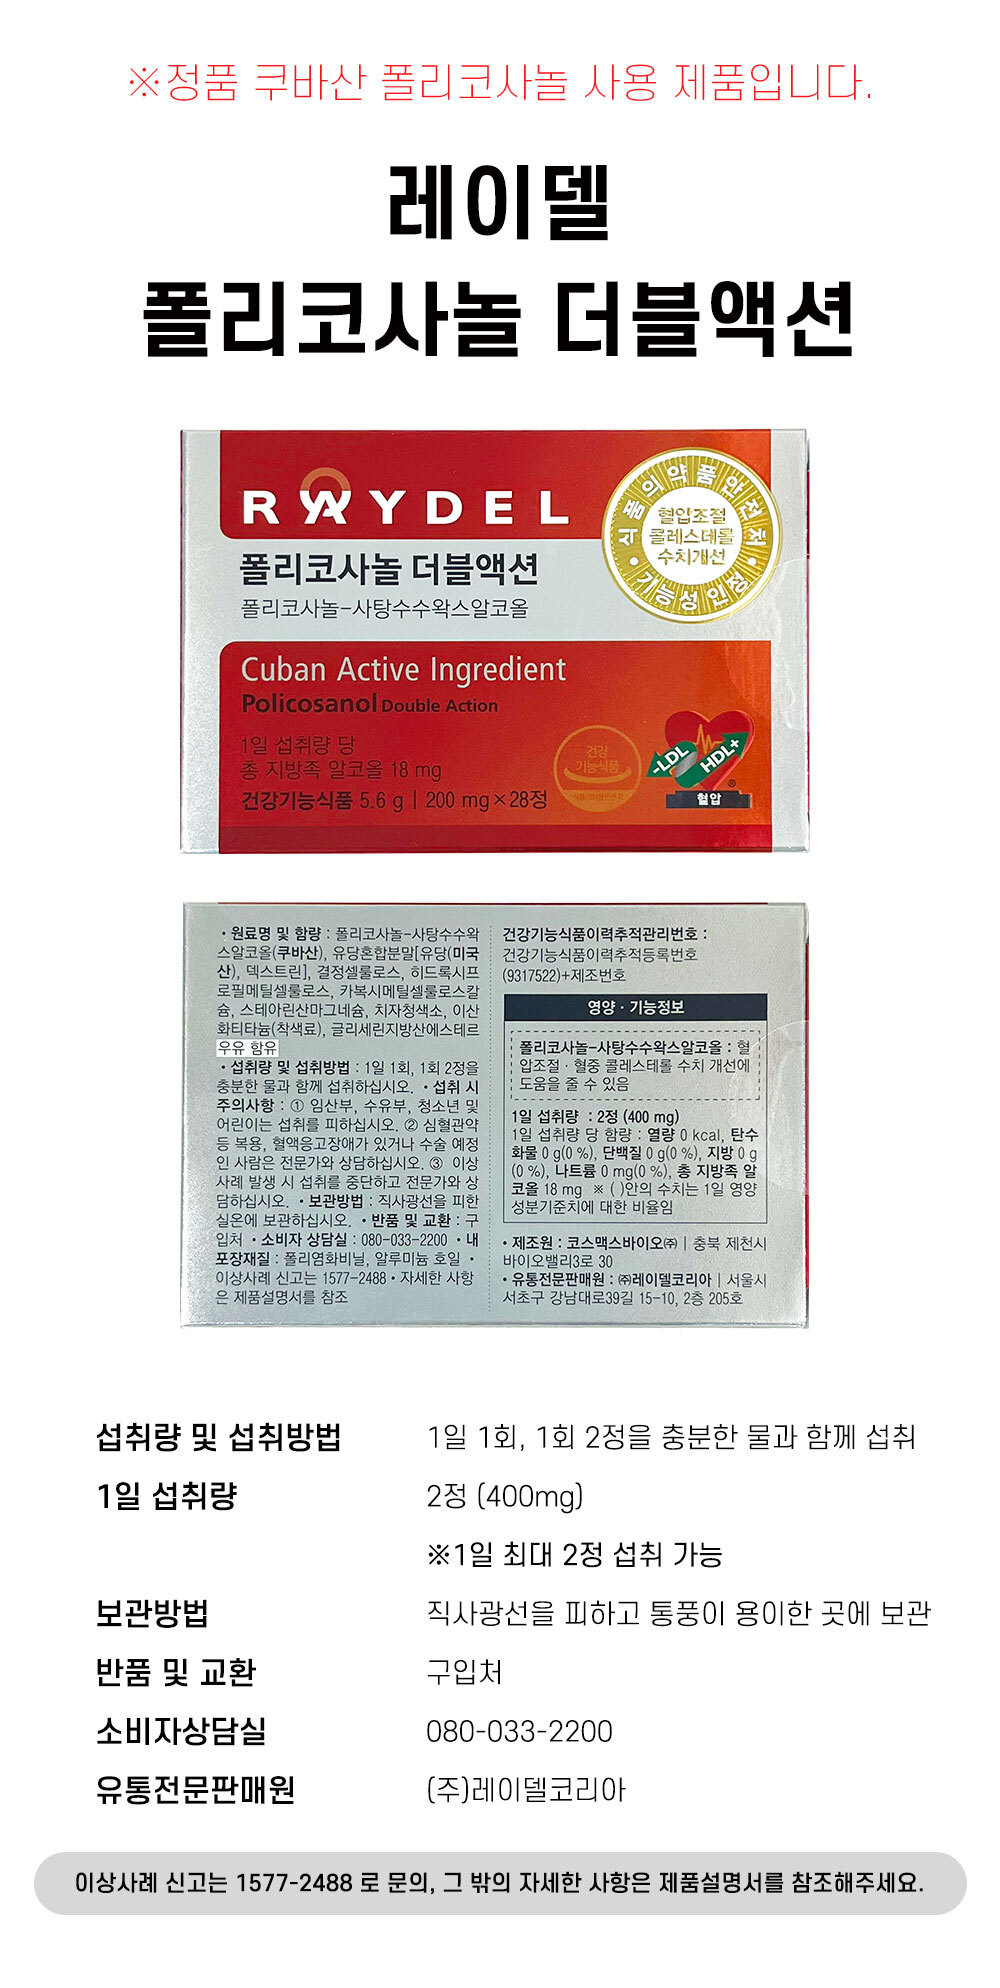 ※정품 쿠바산 폴리코사놀 사용 제품입니다.
레이델
폴리코사놀 더블액션
RAYDEL
식품의약품안전처
혈압조절
콜레스테롤
수치개선
기능성 인정
폴리코사놀 더블액션
폴리코사놀-사탕수수왁스알코올
Cuban Active Ingredient
Policosanol Double Action
1일 섭취량 당
총 지방족 알코올 18 mg
건강기능식품 5.6 g | 200 mg×28정
건강
기능식품
-LDL
HDL+
®
혈압
• 원료명 및 함량 : 폴리코사놀-사탕수수왁
스알코올(쿠바산), 유당혼합분말[유당(미국
산), 덱스트린], 결정셀룰로스, 히드록시프
로필메틸셀룰로스, 카복시메틸셀룰로스칼
슘, 스테아린산마그네슘, 치자청색소, 이산
화티타늄(착색료), 글리세린지방산에스테르
우유 함유
• 섭취량 및 섭취방법 : 1일 1회, 1회 2정을
충분한 물과 함께 섭취하십시오. • 섭취 시
주의사항 : ① 임산부, 수유부, 청소년 및
어린이는 섭취를 피하십시오. ② 심혈관약
등 복용, 혈액응고장애가 있거나 수술 예정
인 사람은 전문가와 상담하십시오. ③ 이상
사례 발생 시 섭취를 중단하고 전문가와 상
담하십시오. • 보관방법 : 직사광선을 피한
실온에 보관하십시오. • 반품 및 교환 : 구
입처 • 소비자 상담실 : 080-033-2200 • 내
포장재질 : 폴리염화비닐, 알루미늄 호일 •
이상사례 신고는 1577-2488 • 자세한 사항
은 제품설명서를 참조
건강기능식품이력추적관리번호 :
건강기능식품이력추적등록번호
(9317522)+제조번호
영양 · 기능정보
폴리코사놀-사탕수수왁스알코올 : 혈
압조절 · 혈중 콜레스테롤 수치 개선에
도움을 줄 수 있음
1일 섭취량 : 2정 (400 mg)
1일 섭취량 당 함량 : 열량 0 kcal, 탄수
화물 0 g(0 %), 단백질 0 g(0 %), 지방 0 g
(0 %), 나트륨 0 mg(0 %), 총 지방족 알
코올 18 mg ※ ( )안의 수치는 1일 영양
성분기준치에 대한 비율임
• 제조원 : 코스맥스바이오㈜ | 충북 제천시
바이오밸리3로 30
• 유통전문판매원 : ㈜레이델코리아 | 서울시
서초구 강남대로39길 15-10, 2층 205호
섭취량 및 섭취방법 1일 1회, 1회 2정을 충분한 물과 함께 섭취
1일 섭취량 2정 (400mg)
※1일 최대 2정 섭취 가능
보관방법 직사광선을 피하고 통풍이 용이한 곳에 보관
반품 및 교환 구입처
소비자상담실 080-033-2200
유통전문판매원 (주)레이델코리아
이상사례 신고는 1577-2488 로 문의, 그 밖의 자세한 사항은 제품설명서를 참조해주세요.